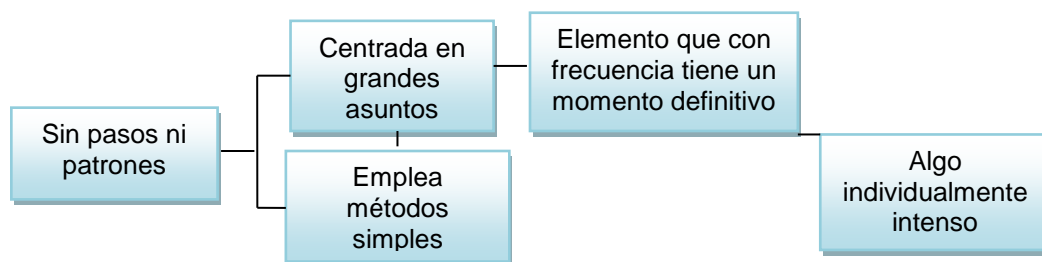 Sin pasos ni
patrones
Centrada en
grandes
asuntos
Emplea
métodos
simples
Elemento que con
frecuencia tiene un
momento definitivo
Algo
individualmente
intenso